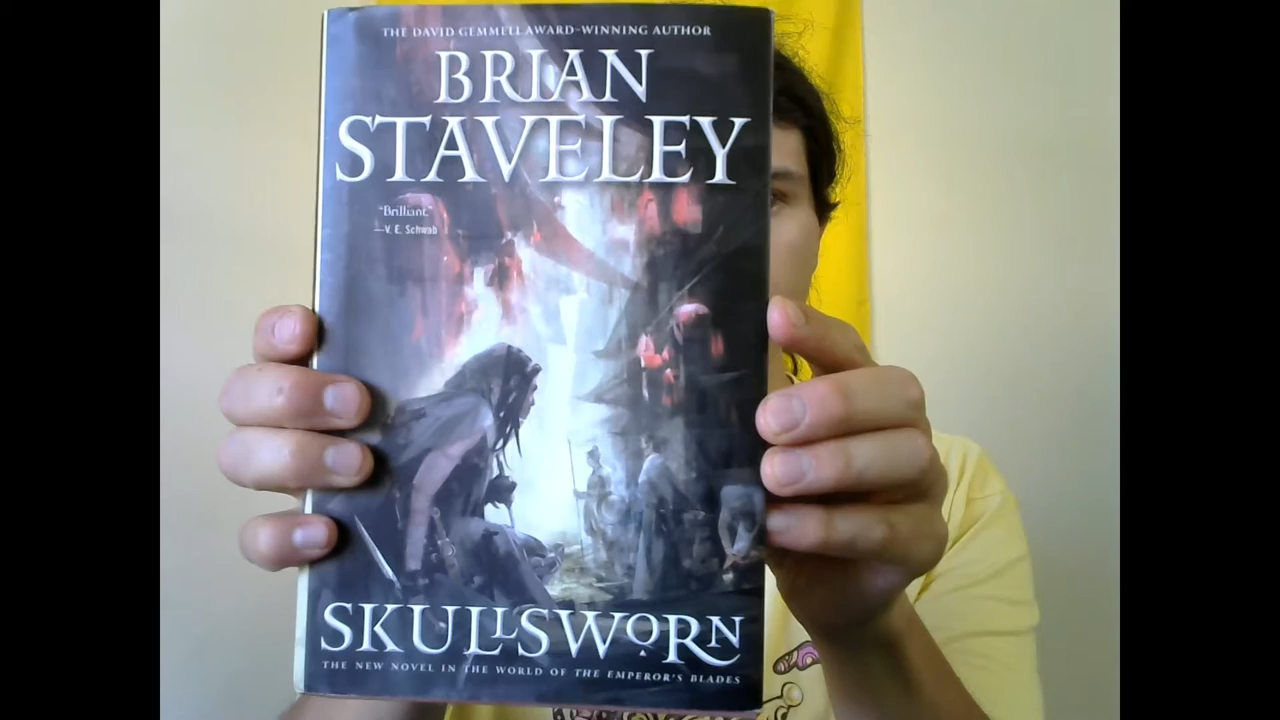 THE DAVID GEMMELL AWARD-WINNING AUTHOR
BRIAN
STAVELEY
"Brilliant."
—V. E. Schwab
SKULLSWORN
THE NEW NOVEL IN THE WORLD OF THE EMPEROR'S BLADES